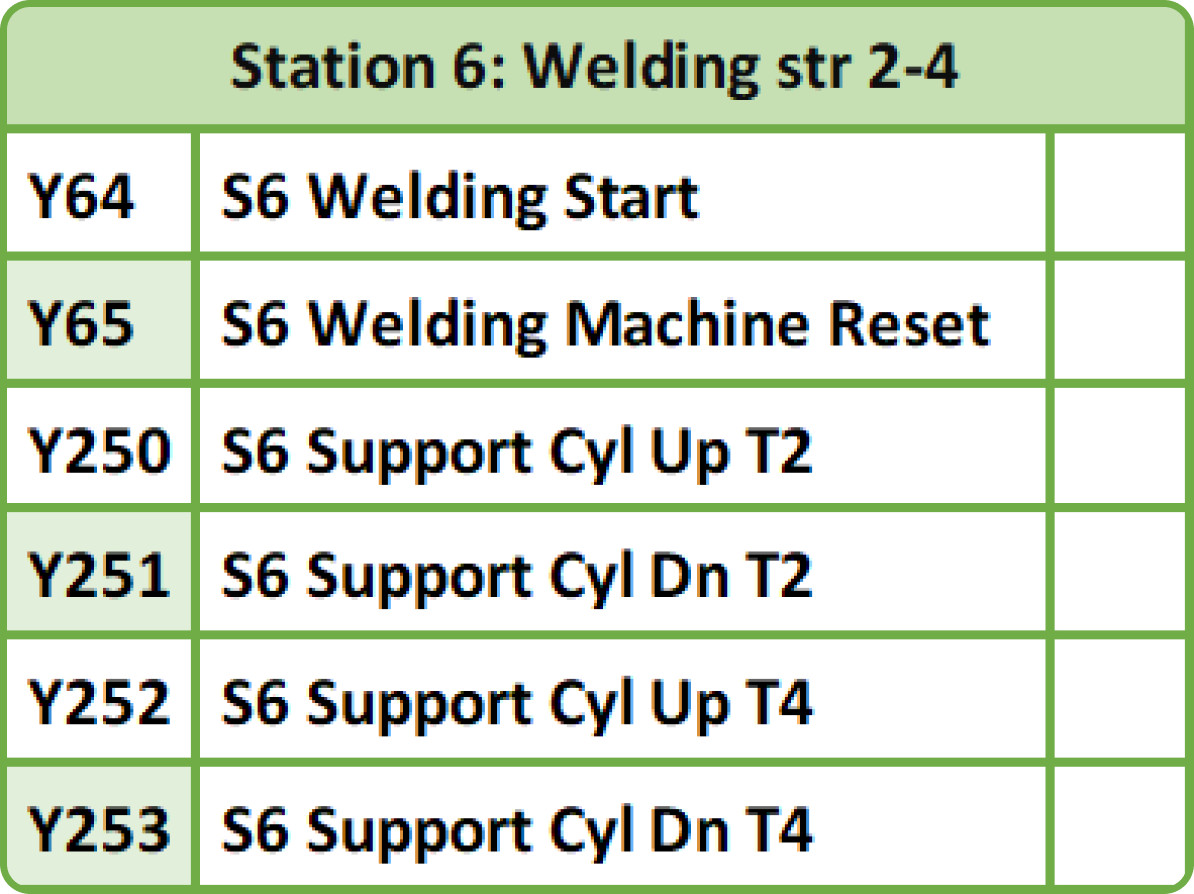 Station 6: Welding str 2-4
Y64 S6 Welding Start
Y65 S6 Welding Machine Reset
Y250 S6 Support Cyl Up T2
Y251 S6 Support Cyl Dn T2
Y252 S6 Support Cyl Up T4
Y253 S6 Support Cyl Dn T4